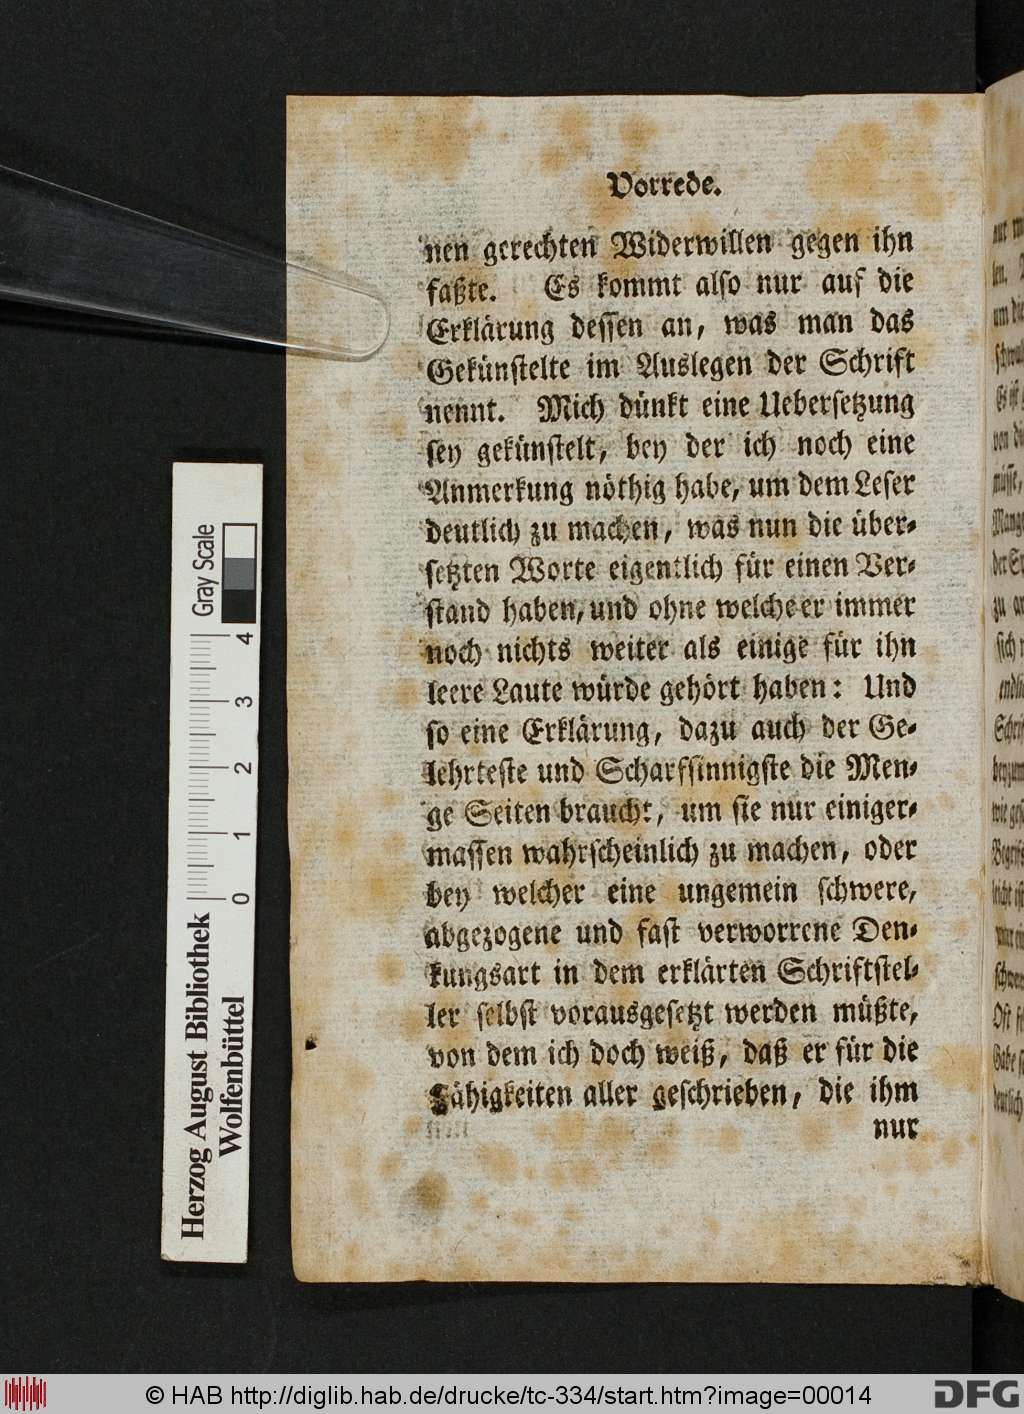 Vorrede.
nen gerechten Widerwillen gegen ihn
faßte. Es kommt also nur auf die
Erklärung dessen an, was man das
Gekünstelte im Auslegen der Schrift
nennt. Mich dünkt eine Uebersetzung
sey gekünstelt, bey der ich noch eine
Anmerkung nöthig habe, um dem Leser
deutlich zu machen, was nun die über-
setzten Worte eigentlich für einen Ver-
stand haben, und ohne welche er immer
noch nichts weiter als einige für ihn
leere Laute würde gehört haben: Und
so eine Erklärung, dazu auch der Ge-
lehrteste und Scharfsinnigste die Men-
ge Seiten braucht, um sie nur einiger-
massen wahrscheinlich zu machen, oder
bey welcher eine ungemein schwere,
abgezogene und fast verworrene Den-
kungsart in dem erklärten Schriftstel-
ler selbst vorausgesetzt werden müßte,
von dem ich doch weiß, daß er für die
Fähigkeiten aller geschrieben, die ihm
nur
Herzog August Bibliothek
Wolfenbüttel
0 1 2 3 4
Gray Scale
© HAB http://diglib.hab.de/drucke/tc-334/start.htm?image=00014
DFG